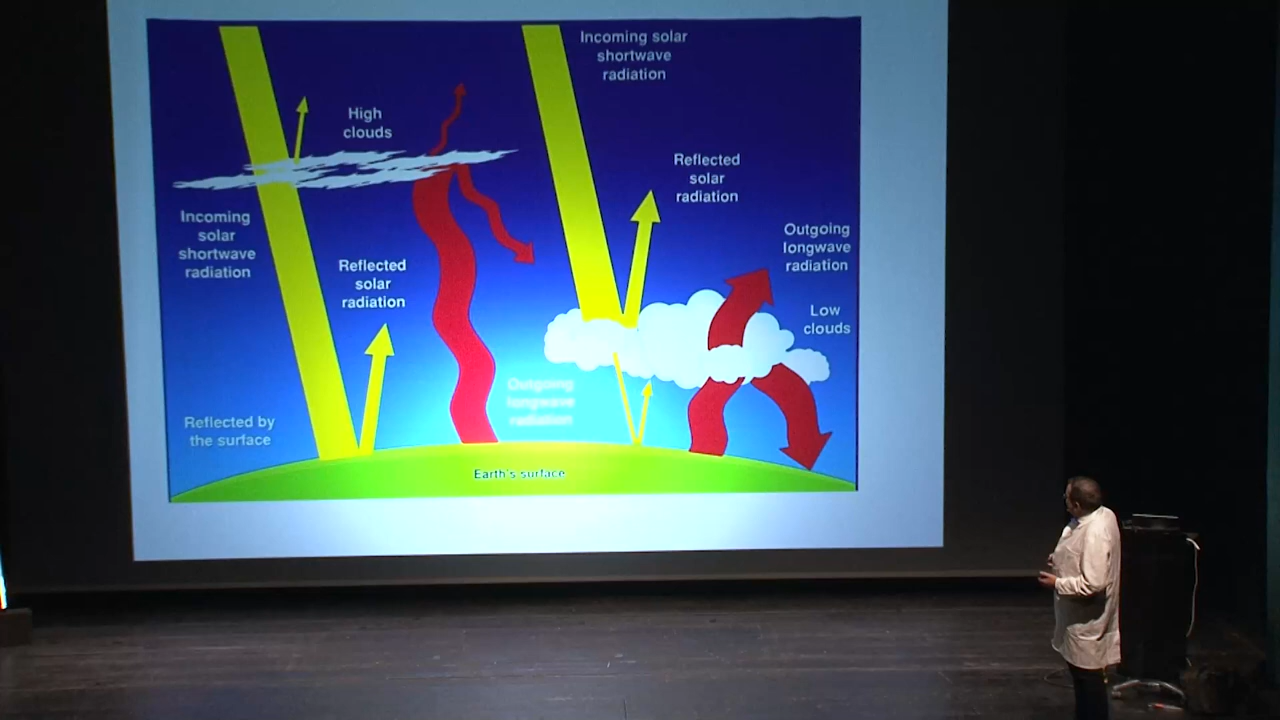 Incoming solar
shortwave
radiation
High
clouds
Reflected
solar
radiation
Incoming
solar
shortwave
radiation
Outgoing
longwave
radiation
Reflected
solar
radiation
Low
clouds
Outgoing
longwave
radiation
Reflected by
the surface
Earth's surface